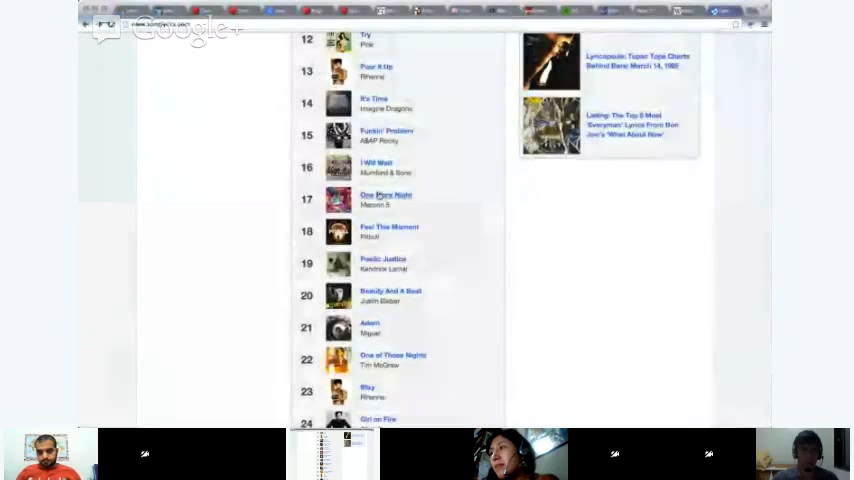 www.songlyrics.com
Google+
12
Try
Pink
13
Pour It Up
Rihanna
14
It's Time
Imagine Dragons
15
Fuckin' Problem
A$AP Rocky
16
I Will Wait
Mumford & Sons
17
One More Night
Maroon 5
18
Feel This Moment
Pitbull
19
Poetic Justice
Kendrick Lamar
20
Beauty And A Beat
Justin Bieber
21
Adorn
Miguel
22
One of Those Nights
Tim McGraw
23
Stay
Rihanna
24
Girl on Fire
Lyricapsule: Tupac Tops Charts
Behind Bars; March 14, 1995
Listing: The Top 5 Most
'Everyman' Lyrics From Bon
Jovi's 'What About Now'